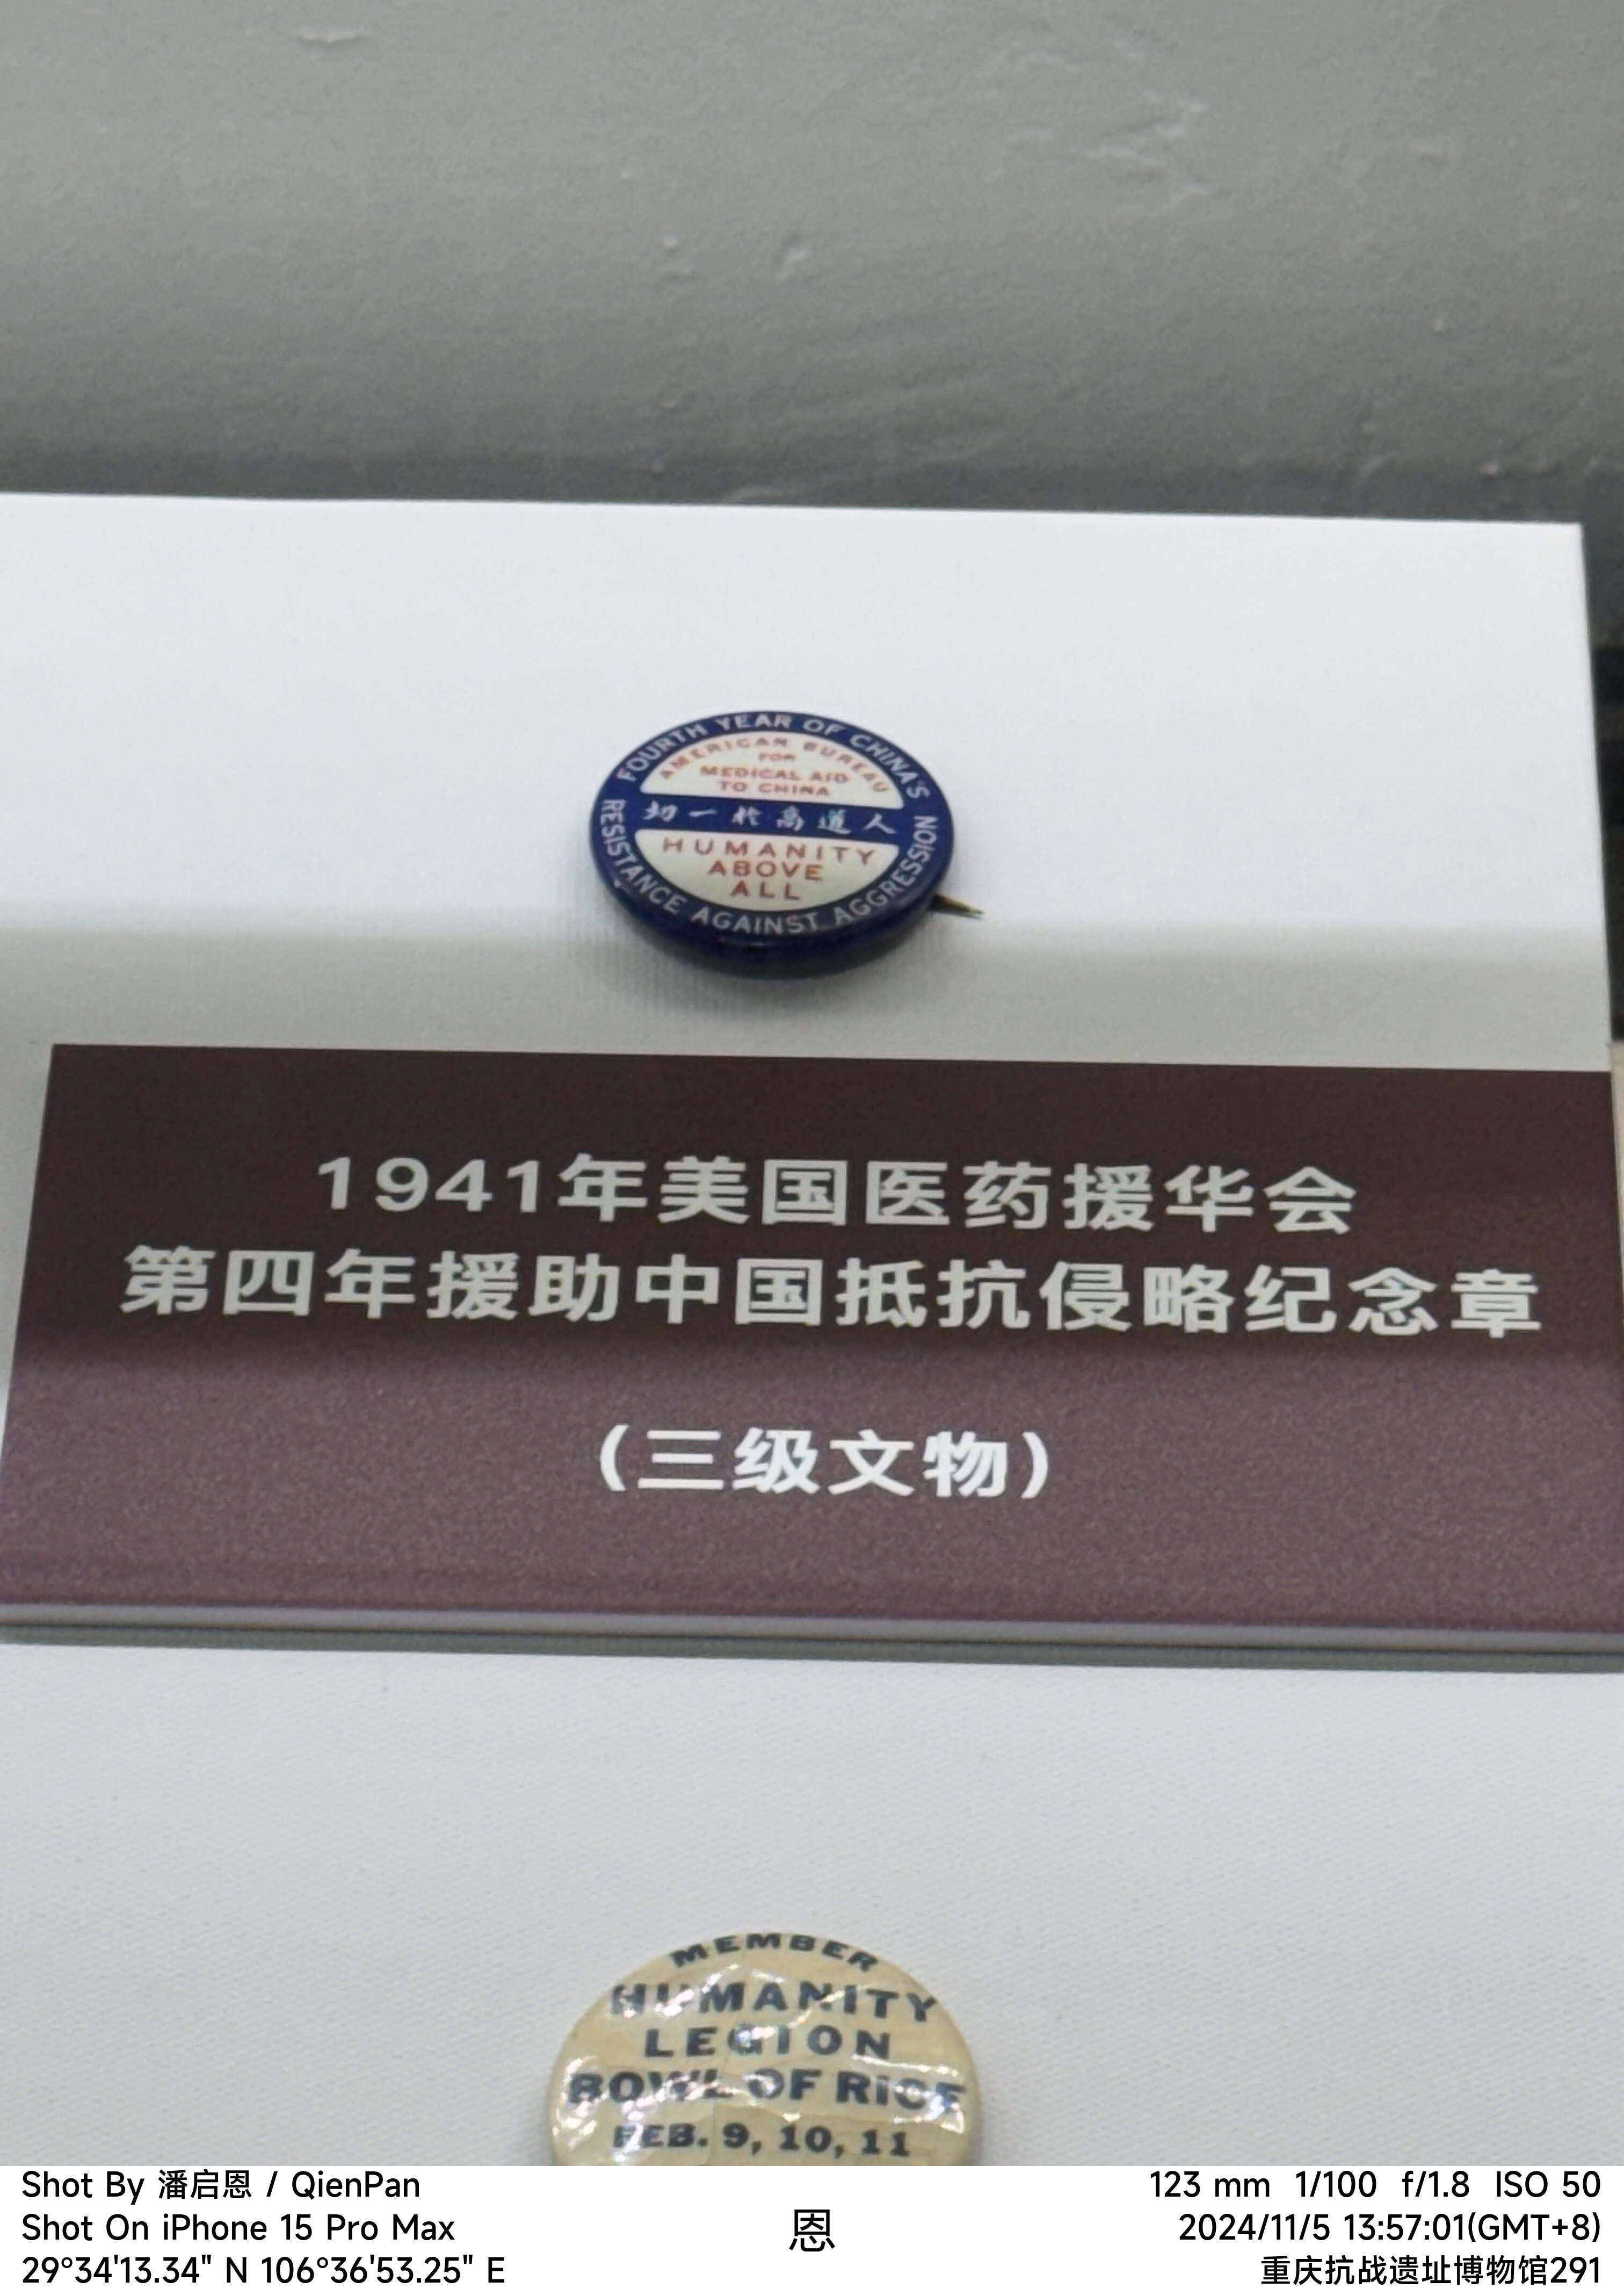 FOURTH YEAR OF CHINA'S
AMERICAN BUREAU
FOR
MEDICAL AID
TO CHINA
切一於高道人
HUMANITY
ABOVE
ALL
RESISTANCE AGAINST AGGRESSION
1941年美国医药援华会
第四年援助中国抵抗侵略纪念章
（三级文物）
MEMBER
HUMANITY
LEGION
BOWL OF RICE
FEB. 9, 10, 11
Shot By 潘启恩 / QienPan
Shot On iPhone 15 Pro Max
29°34'13.34" N 106°36'53.25" E
恩
123 mm 1/100 f/1.8 ISO 50
2024/11/5 13:57:01(GMT+8)
重庆抗战遗址博物馆291